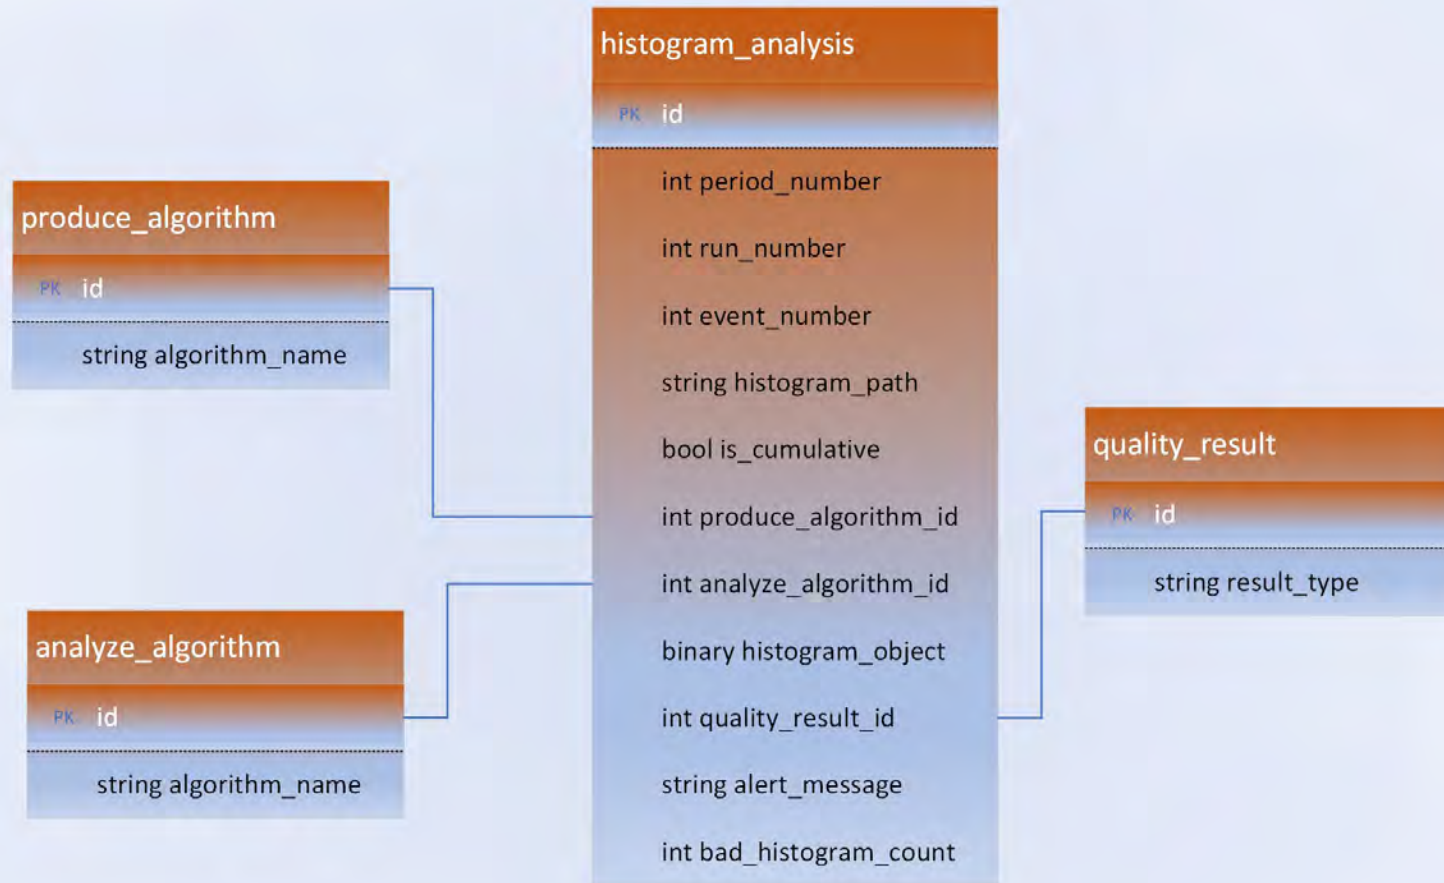 histogram_analysis
PK id
int period_number
int run_number
int event_number
string histogram_path
bool is_cumulative
int produce_algorithm_id
int analyze_algorithm_id
binary histogram_object
int quality_result_id
string alert_message
int bad_histogram_count
produce_algorithm
PK id
string algorithm_name
analyze_algorithm
PK id
string algorithm_name
quality_result
PK id
string result_type